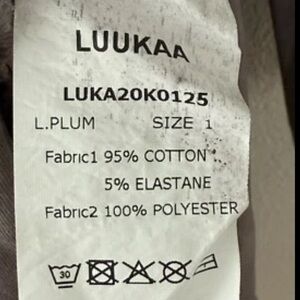 LUUKAA
LUKA20K0125
L.PLUM SIZE 1
Fabric1 95% COTTON
5% ELASTANE
Fabric2 100% POLYESTER
30